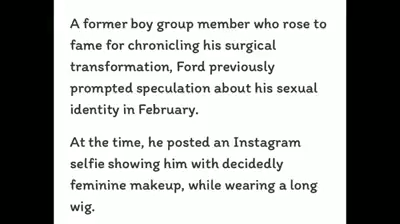 A former boy group member who rose to
fame for chronicling his surgical
transformation, Ford previously
prompted speculation about his sexual
identity in February.
At the time, he posted an Instagram
selfie showing him with decidedly
feminine makeup, while wearing a long
wig.